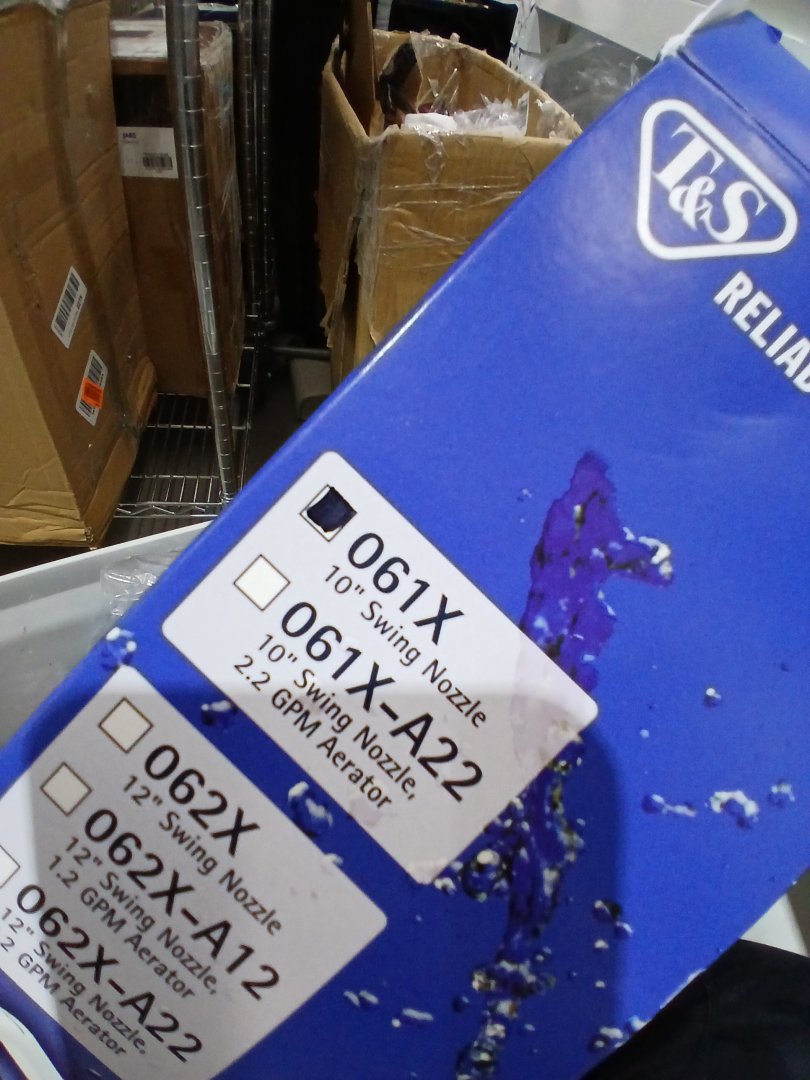 T&S
RELIAB
061X
10" Swing Nozzle
061X-A22
10" Swing Nozzle,
2.2 GPM Aerator
062X
12" Swing Nozzle
062X-A12
12" Swing Nozzle,
1.2 GPM Aerator
062X-A22
12" Swing Nozzle,
2 GPM Aerator